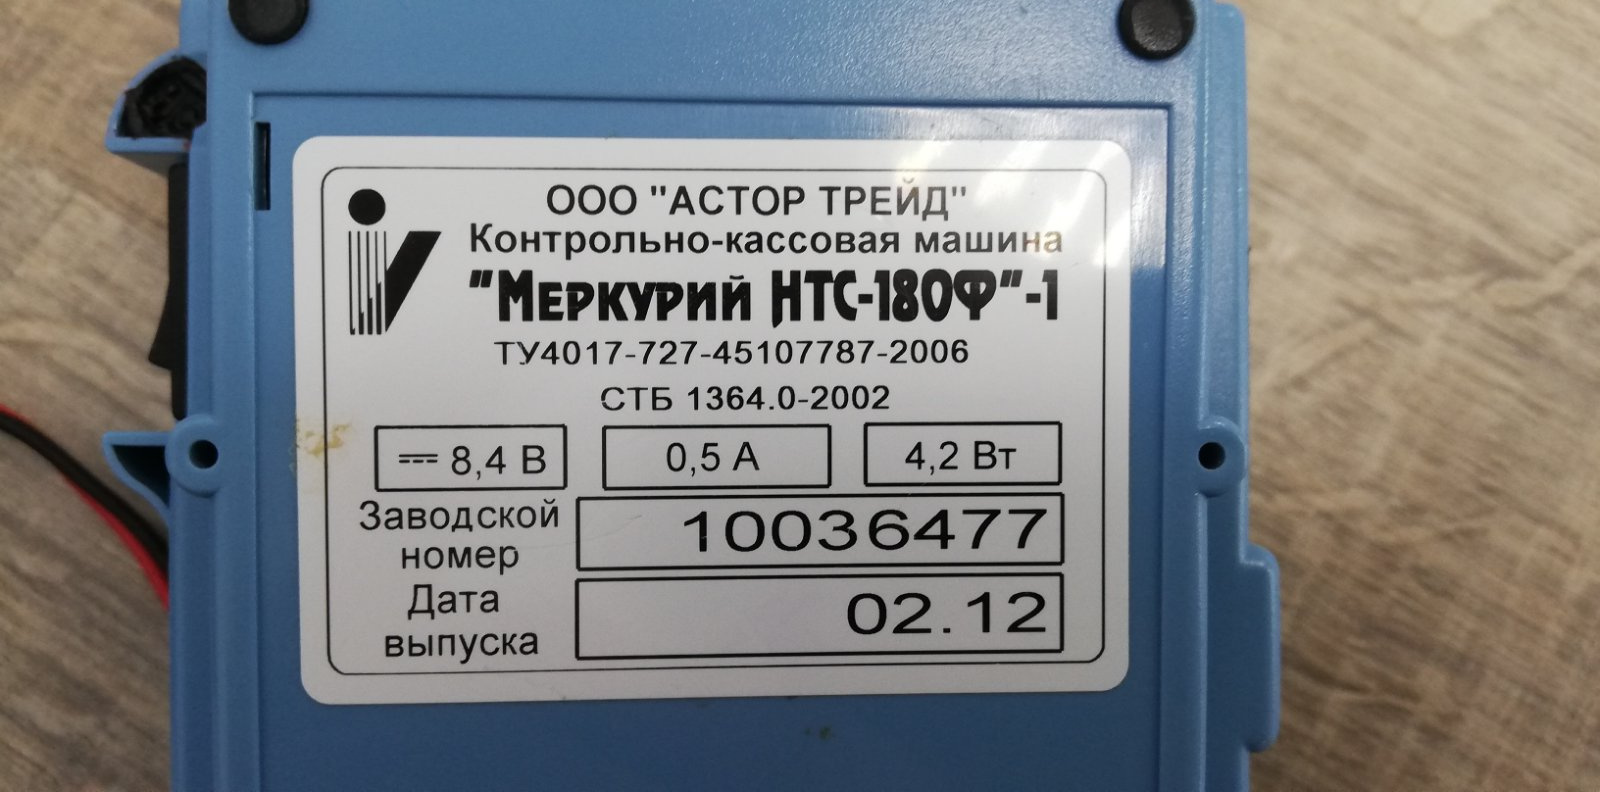 ООО "АСТОР ТРЕЙД"
Контрольно-кассовая машина
"Меркурий НТС-180Ф"-1
ТУ4017-727-45107787-2006
СТБ 1364.0-2002
8,4 В 0,5 А 4,2 Вт
Заводской
номер 10036477
Дата
выпуска 02.12